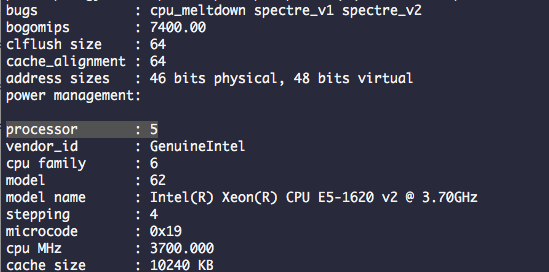 bugs : cpu_meltdown spectre_v1 spectre_v2
bogomips : 7400.00
clflush size : 64
cache_alignment : 64
address sizes : 46 bits physical, 48 bits virtual
power management:
processor : 5
vendor_id : GenuineIntel
cpu family : 6
model : 62
model name : Intel(R) Xeon(R) CPU E5-1620 v2 @ 3.70GHz
stepping : 4
microcode : 0x19
cpu MHz : 3700.000
cache size : 10240 KB